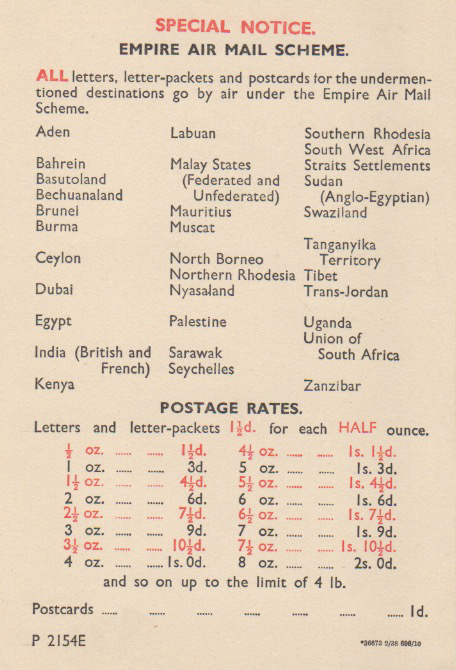 SPECIAL NOTICE.
EMPIRE AIR MAIL SCHEME.
ALL letters, letter-packets and postcards for the undermen-
tioned destinations go by air under the Empire Air Mail
Scheme.
Aden
Bahrein
Basutoland
Bechuanaland
Brunei
Burma
Ceylon
Dubai
Egypt
India (British and
French)
Kenya
Labuan
Malay States
(Federated and
Unfederated)
Mauritius
Muscat
North Borneo
Northern Rhodesia
Nyasaland
Palestine
Sarawak
Seychelles
Southern Rhodesia
South West Africa
Straits Settlements
Sudan
(Anglo-Egyptian)
Swaziland
Tanganyika
Territory
Tibet
Trans-Jordan
Uganda
Union of
South Africa
Zanzibar
POSTAGE RATES.
Letters and letter-packets 1½d. for each HALF ounce.
½ oz. ...... ...... 1½d. 4½ oz. ...... ...... 1s. 1½d.
1 oz. ...... ...... 3d. 5 oz. ...... ...... 1s. 3d.
1½ oz. ...... ...... 4½d. 5½ oz. ...... ...... 1s. 4½d.
2 oz. ...... ...... 6d. 6 oz. ...... ...... 1s. 6d.
2½ oz. ...... ...... 7½d. 6½ oz. ...... ...... 1s. 7½d.
3 oz. ...... ...... 9d. 7 oz. ...... ...... 1s. 9d.
3½ oz. ...... ...... 10½d. 7½ oz. ...... ...... 1s. 10½d.
4 oz. ...... ...... 1s. 0d. 8 oz. ...... ...... 2s. 0d.
and so on up to the limit of 4 lb.
Postcards ...... ...... ...... ...... ...... ...... ...... 1d.
P 2154E
*36673 2/38 698/10